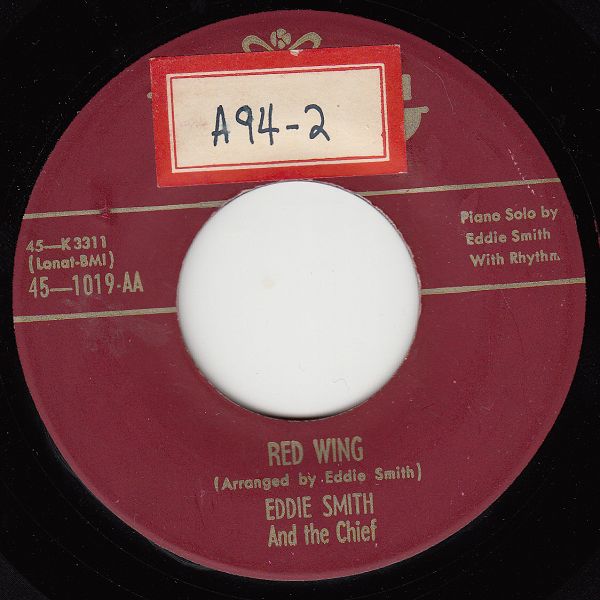 A94-2
45—K3311
(Lonat-BMI)
45—1019-AA
Piano Solo by
Eddie Smith
With Rhythm
RED WING
(Arranged by Eddie Smith)
EDDIE SMITH
And the Chief